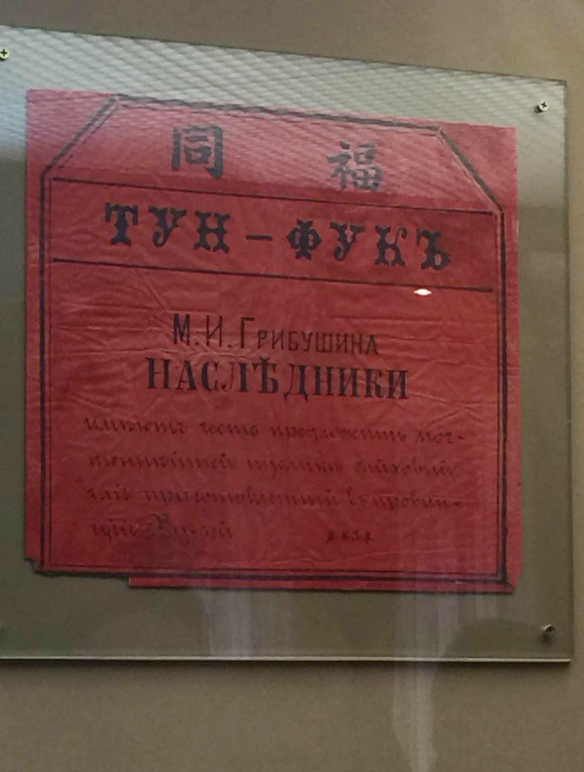 同 福
ТУН-ФУКЪ
М. И. ГРИБУШИНА
НАСЛѢДНИКИ
имѣютъ честь предложить поч-
теннѣйшей публикѣ байховый
чай приготовленный въ провин-
ціи